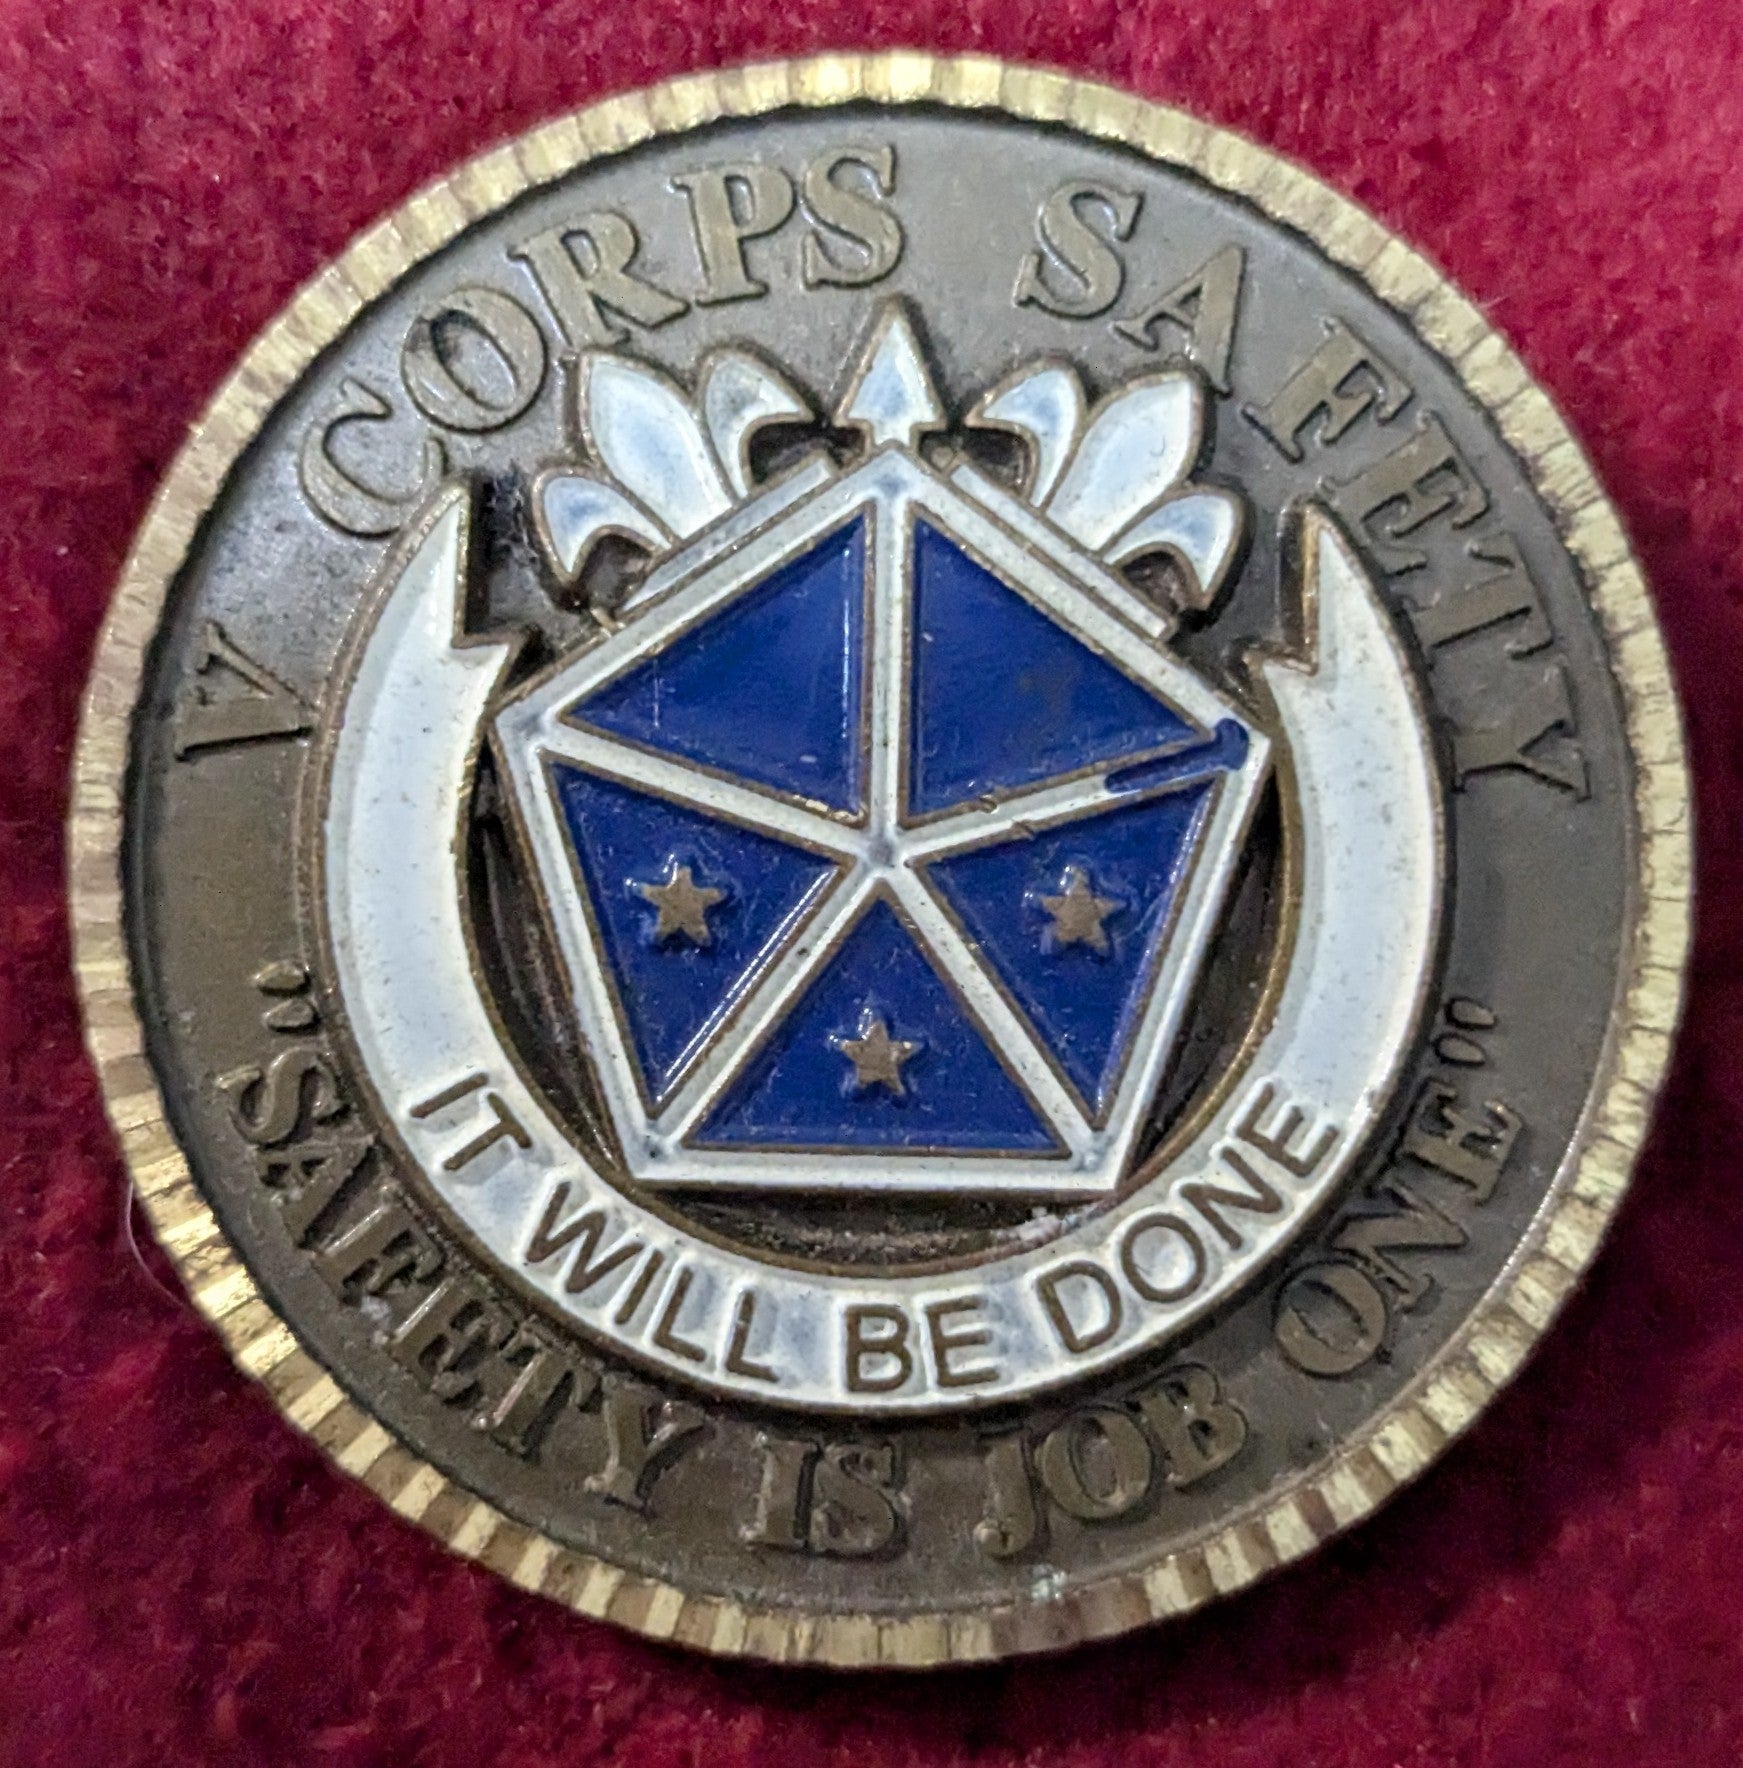 V CORPS SAFETY
IT WILL BE DONE
"SAFETY IS JOB ONE"